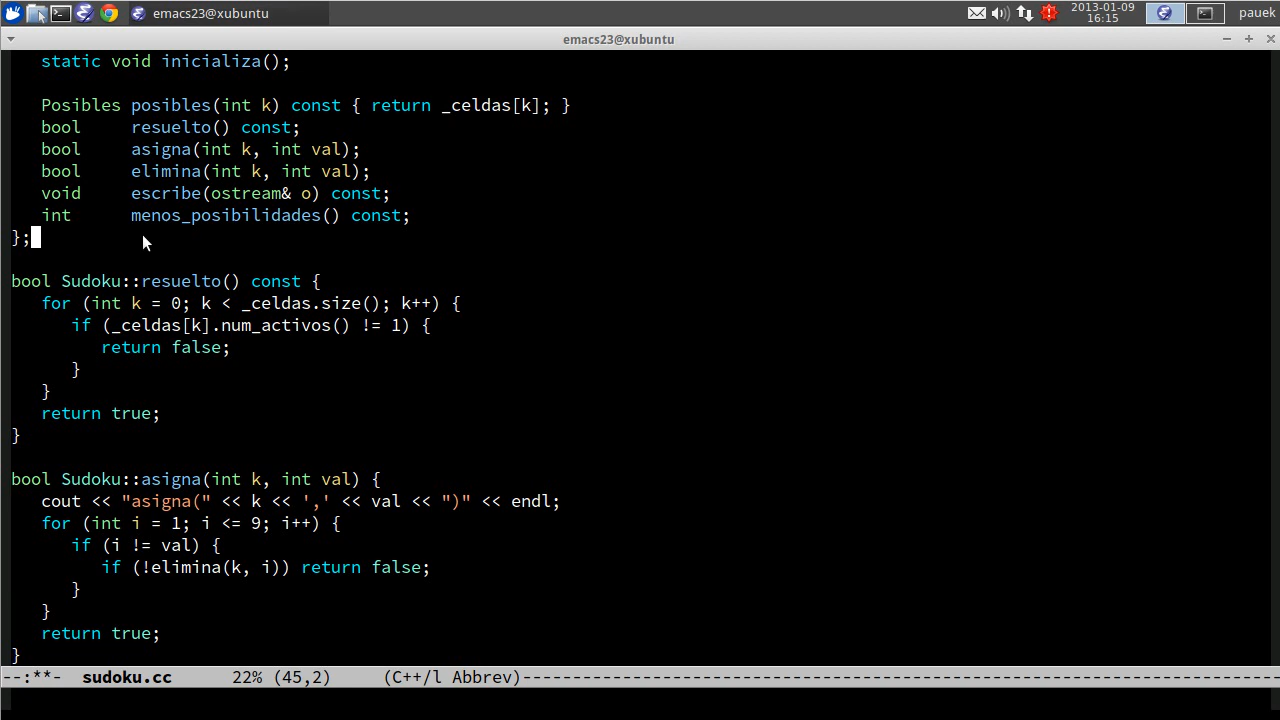 emacs23@xubuntu
2013-01-09
16:15
pauek
emacs23@xubuntu
static void inicializa();
Posibles posibles(int k) const { return _celdas[k]; }
bool     resuelto() const;
bool     asigna(int k, int val);
bool     elimina(int k, int val);
void     escribe(ostream& o) const;
int      menos_posibilidades() const;
};
bool Sudoku::resuelto() const {
for (int k = 0; k < _celdas.size(); k++) {
if (_celdas[k].num_activos() != 1) {
return false;
}
}
return true;
}
bool Sudoku::asigna(int k, int val) {
cout << "asigna(" << k << ',' << val << ")" << endl;
for (int i = 1; i <= 9; i++) {
if (i != val) {
if (!elimina(k, i)) return false;
}
}
return true;
}
--:**-  sudoku.cc      22% (45,2)     (C++/l Abbrev)----------------------------------------------------------------------------